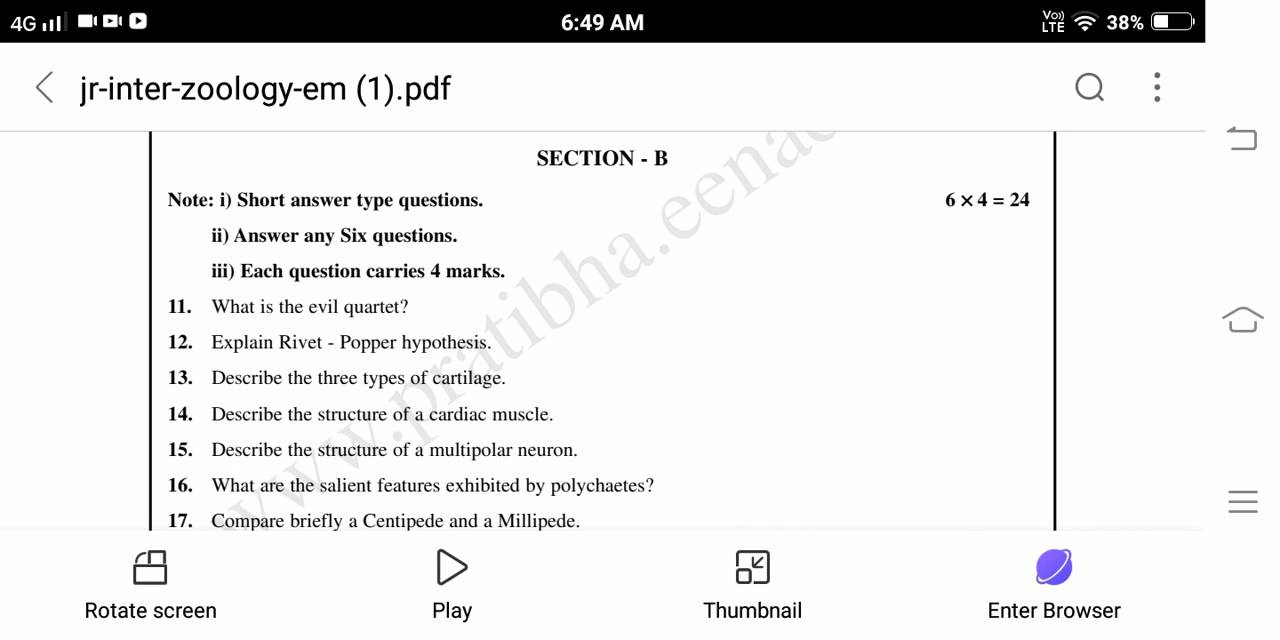 4G 6:49 AM Vo)) LTE 38%
jr-inter-zoology-em (1).pdf
SECTION - B
Note: i) Short answer type questions. 6 × 4 = 24
ii) Answer any Six questions.
iii) Each question carries 4 marks.
11. What is the evil quartet?
12. Explain Rivet - Popper hypothesis.
13. Describe the three types of cartilage.
14. Describe the structure of a cardiac muscle.
15. Describe the structure of a multipolar neuron.
16. What are the salient features exhibited by polychaetes?
17. Compare briefly a Centipede and a Millipede.
www.pratibha.eenad
Rotate screen Play Thumbnail Enter Browser